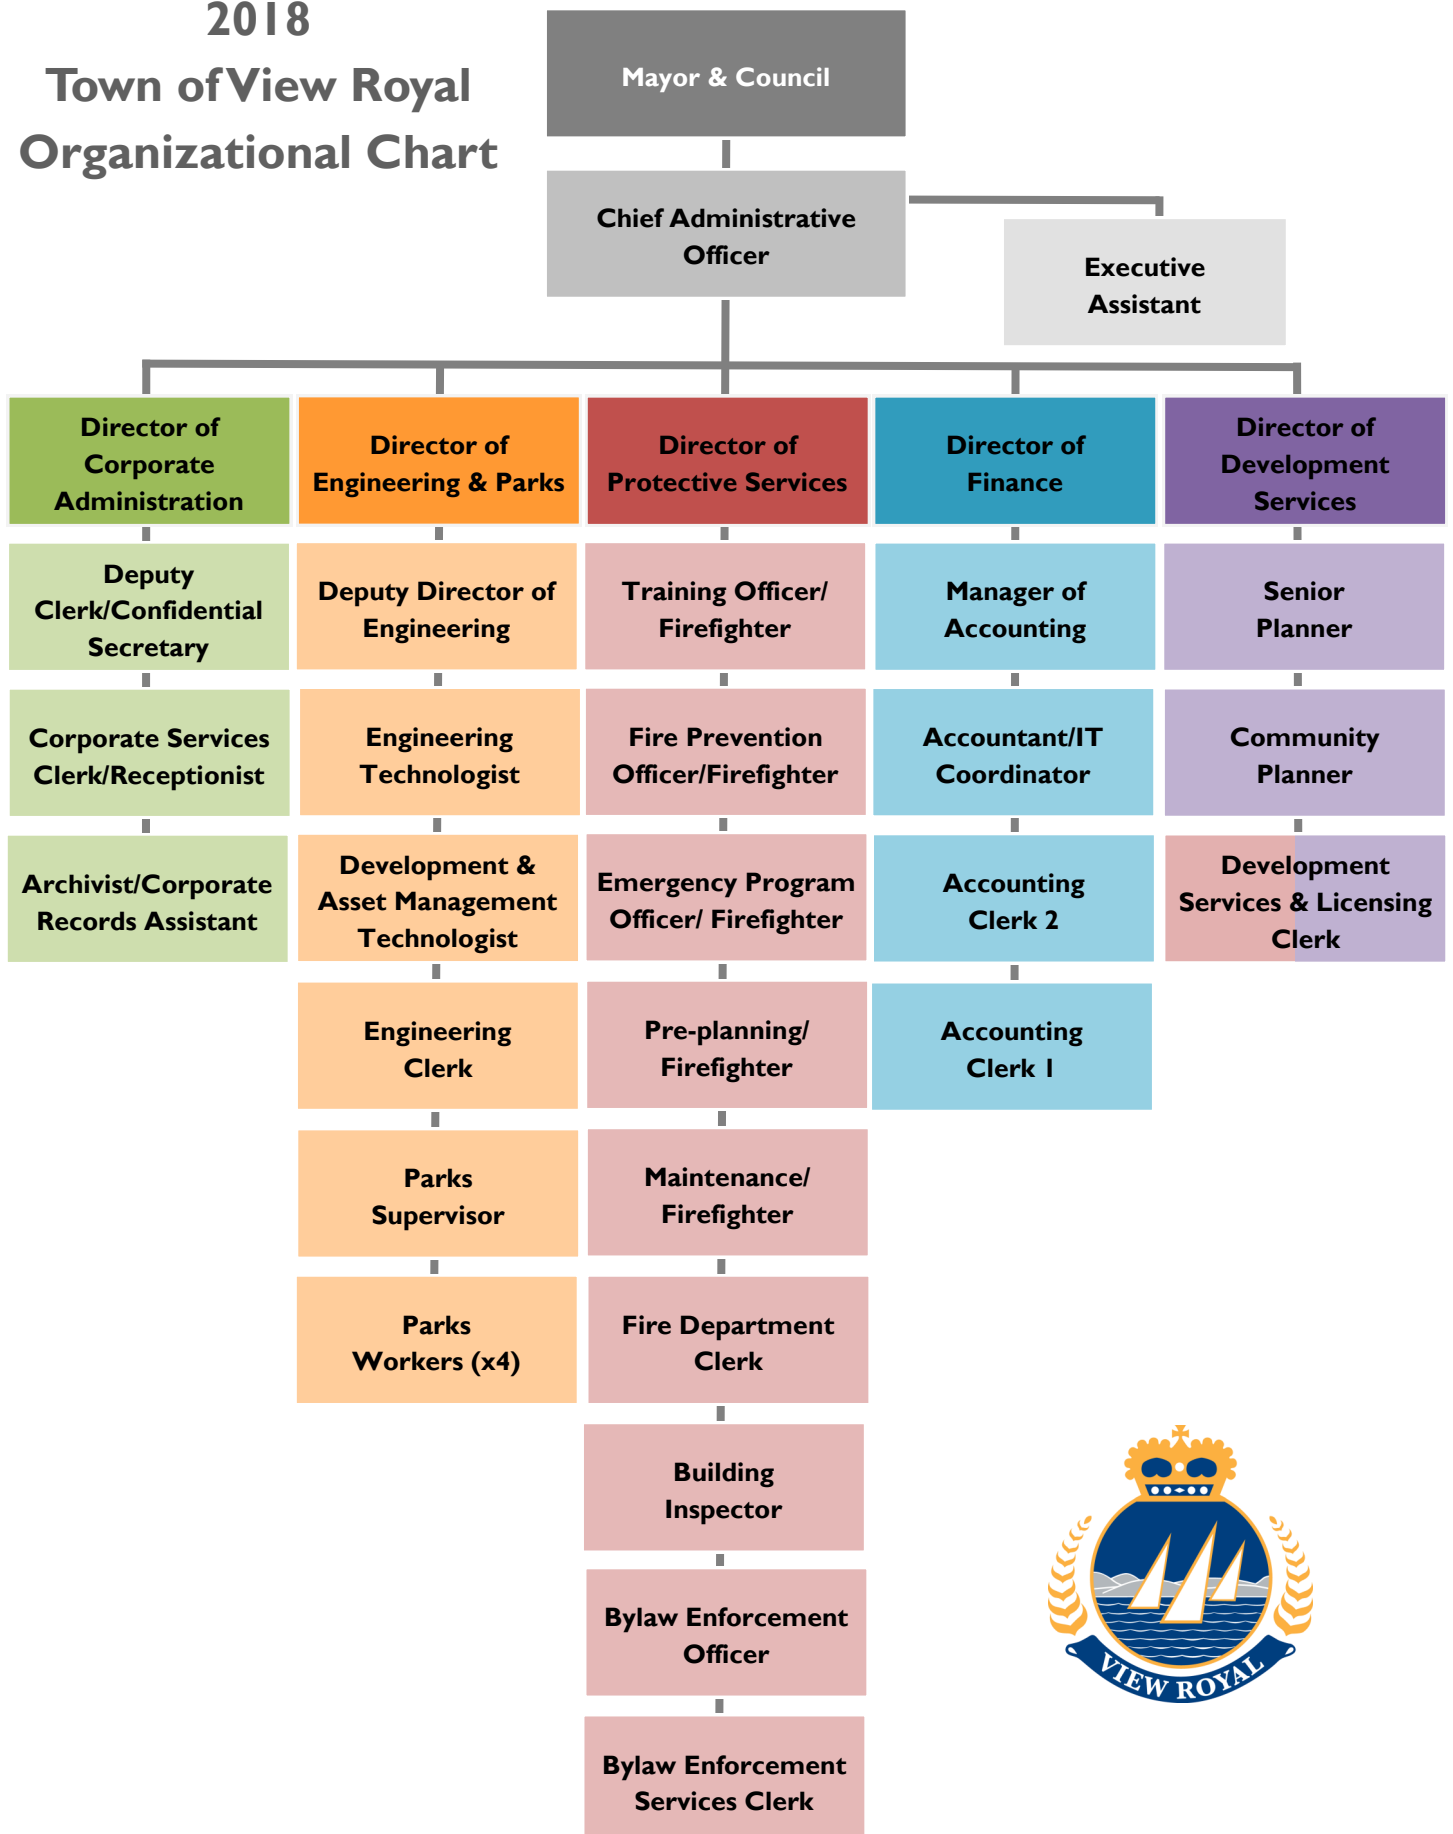 2018
Town of View Royal
Organizational Chart
Mayor & Council
Chief Administrative
Officer
Executive
Assistant
Director of
Corporate
Administration
Deputy
Clerk/Confidential
Secretary
Corporate Services
Clerk/Receptionist
Archivist/Corporate
Records Assistant
Director of
Engineering & Parks
Deputy Director of
Engineering
Engineering
Technologist
Development &
Asset Management
Technologist
Engineering
Clerk
Parks
Supervisor
Parks
Workers (x4)
Director of
Protective Services
Training Officer/
Firefighter
Fire Prevention
Officer/Firefighter
Emergency Program
Officer/ Firefighter
Pre-planning/
Firefighter
Maintenance/
Firefighter
Fire Department
Clerk
Building
Inspector
Bylaw Enforcement
Officer
Bylaw Enforcement
Services Clerk
Director of
Finance
Manager of
Accounting
Accountant/IT
Coordinator
Accounting
Clerk 2
Accounting
Clerk 1
Director of
Development
Services
Senior
Planner
Community
Planner
Development
Services & Licensing
Clerk
VIEW ROYAL